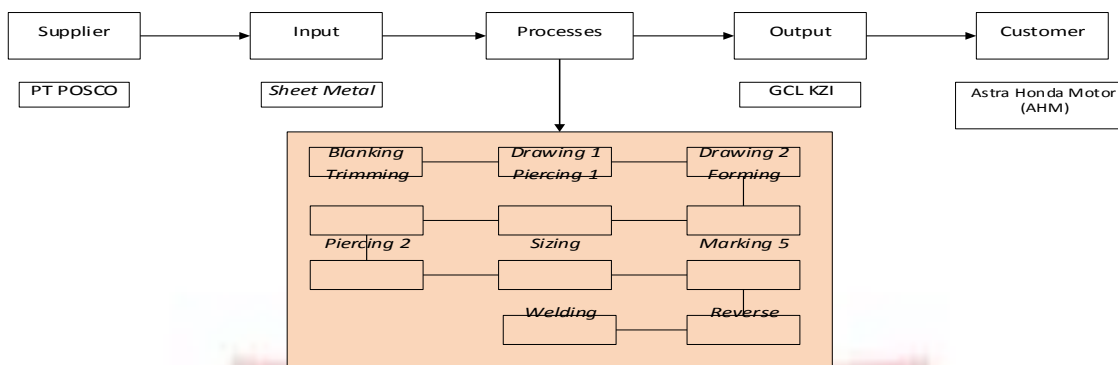 Supplier
Input
Processes
Output
Customer
PT POSCO
Sheet Metal
GCL KZI
Astra Honda Motor
(AHM)
Blanking
Drawing 1
Drawing 2
Trimming
Piercing 1
Forming
Piercing 2
Sizing
Marking 5
Welding
Reverse